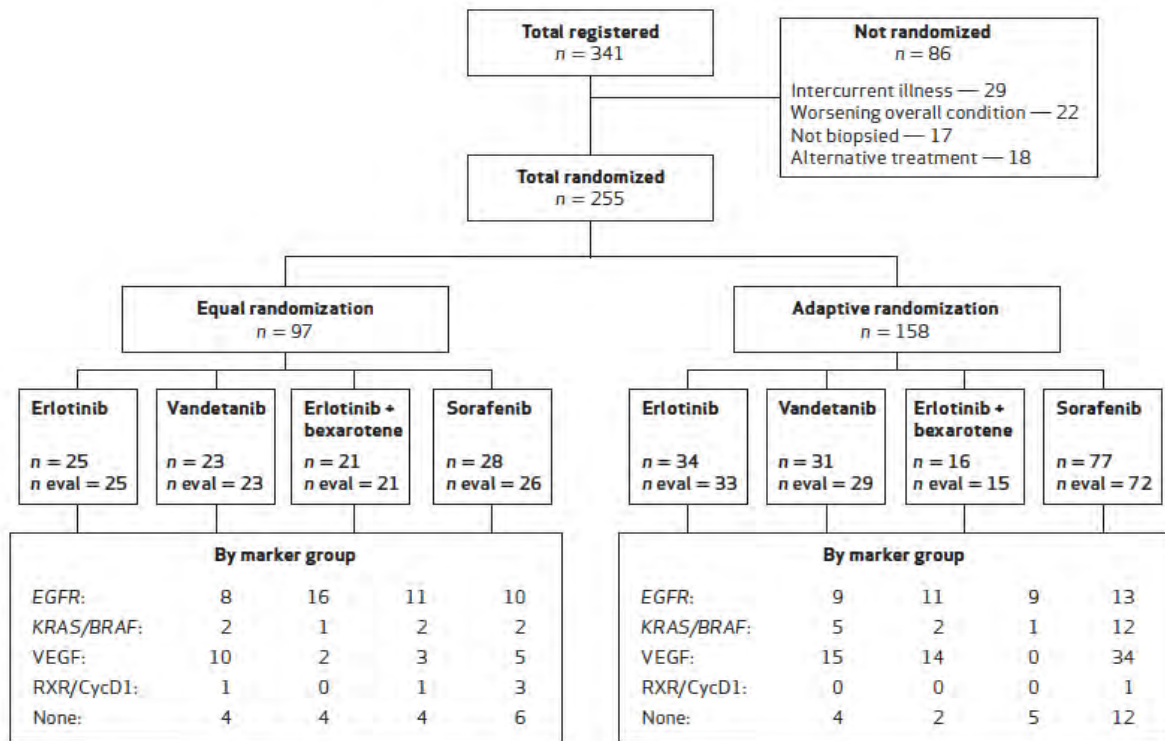 Total registered
n = 341
Not randomized
n = 86
Intercurrent illness — 29
Worsening overall condition — 22
Not biopsied — 17
Alternative treatment — 18
Total randomized
n = 255
Equal randomization
n = 97
Adaptive randomization
n = 158
Erlotinib
n = 25
n eval = 25
Vandetanib
n = 23
n eval = 23
Erlotinib +
bexarotene
n = 21
n eval = 21
Sorafenib
n = 28
n eval = 26
Erlotinib
n = 34
n eval = 33
Vandetanib
n = 31
n eval = 29
Erlotinib +
bexarotene
n = 16
n eval = 15
Sorafenib
n = 77
n eval = 72
By marker group
EGFR: 8 16 11 10
KRAS/BRAF: 2 1 2 2
VEGF: 10 2 3 5
RXR/CycD1: 1 0 1 3
None: 4 4 4 6
By marker group
EGFR: 9 11 9 13
KRAS/BRAF: 5 2 1 12
VEGF: 15 14 0 34
RXR/CycD1: 0 0 0 1
None: 4 2 5 12